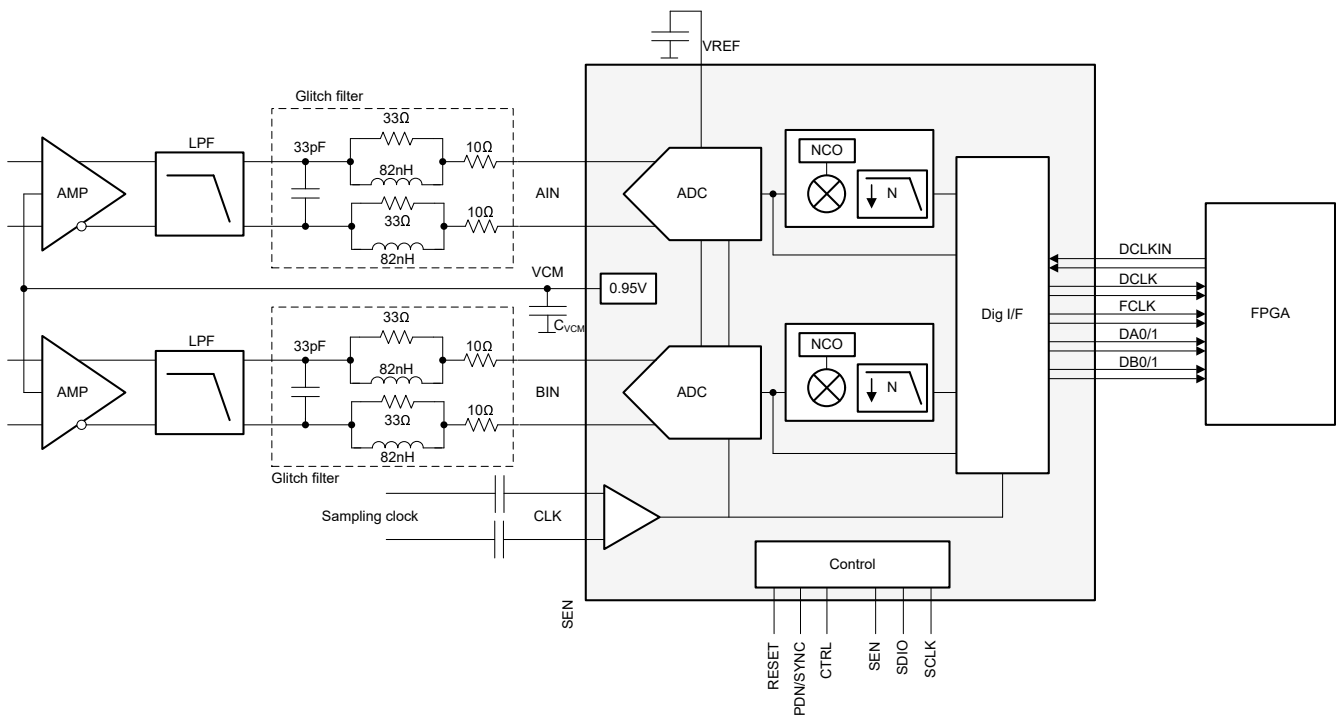 VREF
Glitch filter
33Ω
LPF
33pF
10Ω
82nH
NCO
AMP
AIN
ADC
N
33Ω
10Ω
82nH
DCLKIN
VCM
0.95V
DCLK
CVCM
FCLK
Dig I/F
FPGA
33Ω
LPF
33pF
10Ω
DA0/1
NCO
82nH
DB0/1
AMP
BIN
ADC
N
33Ω
10Ω
82nH
Glitch filter
Sampling clock
CLK
Control
SEN
RESET
PDN/SYNC
CTRL
SEN
SDIO
SCLK